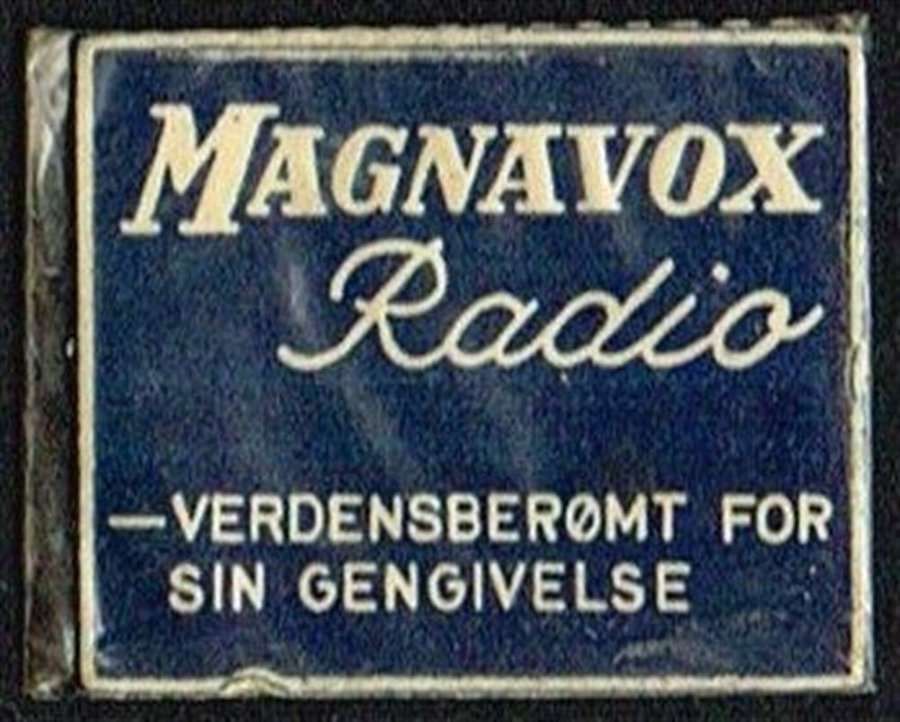 MAGNAVOX
Radio
—VERDENSBERØMT FOR
SIN GENGIVELSE